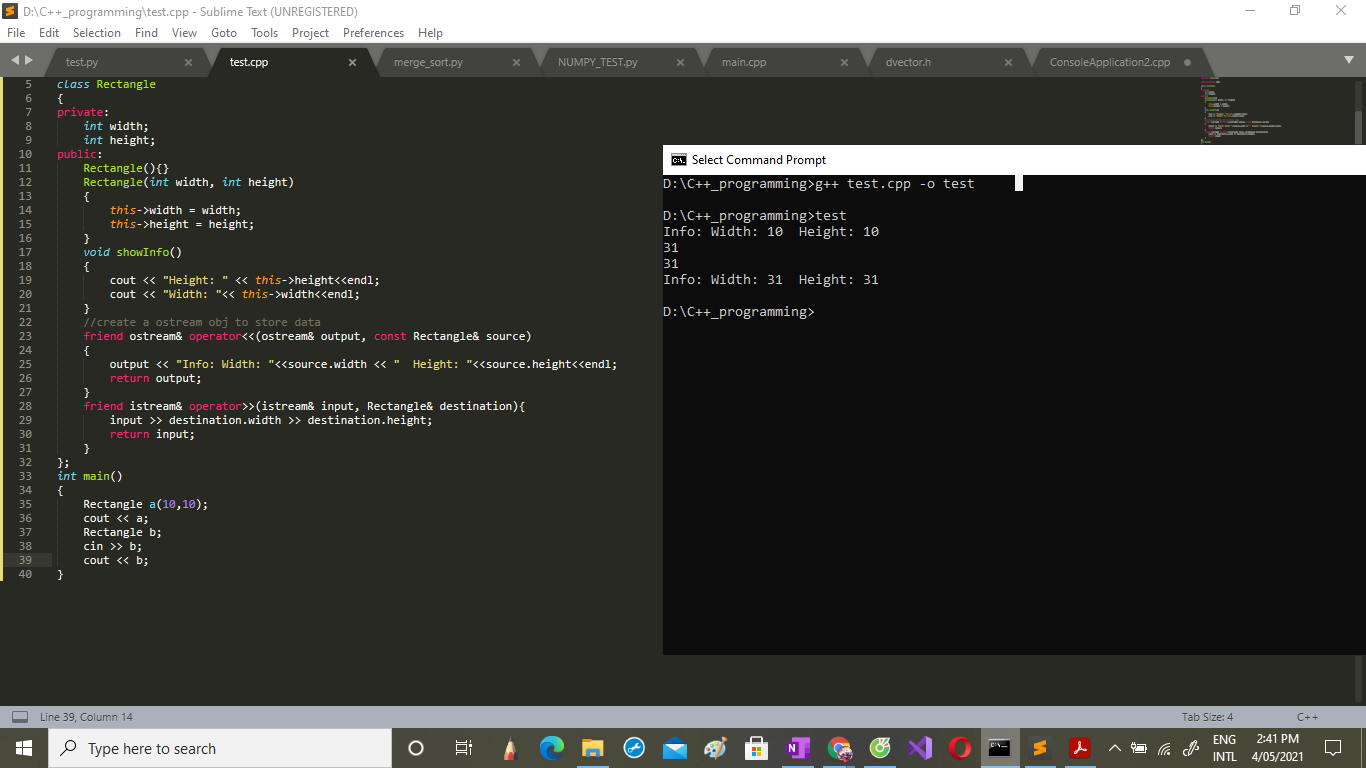 D:\C++_programming\test.cpp - Sublime Text (UNREGISTERED)
File Edit Selection Find View Goto Tools Project Preferences Help
test.py test.cpp merge_sort.py NUMPY_TEST.py main.cpp dvector.h ConsoleApplication2.cpp
5 class Rectangle
6 {
7 private:
8     int width;
9     int height;
10 public:
11     Rectangle(){}
12     Rectangle(int width, int height)
13     {
14         this->width = width;
15         this->height = height;
16     }
17     void showInfo()
18     {
19         cout << "Height: " << this->height<<endl;
20         cout << "Width: "<< this->width<<endl;
21     }
22     //create a ostream obj to store data
23     friend ostream& operator<<(ostream& output, const Rectangle& source)
24     {
25         output << "Info: Width: "<<source.width << "  Height: "<<source.height<<endl;
26         return output;
27     }
28     friend istream& operator>>(istream& input, Rectangle& destination){
29         input >> destination.width >> destination.height;
30         return input;
31     }
32 };
33 int main()
34 {
35     Rectangle a(10,10);
36     cout << a;
37     Rectangle b;
38     cin >> b;
39     cout << b;
40 }
Select Command Prompt
D:\C++_programming>g++ test.cpp -o test
D:\C++_programming>test
Info: Width: 10  Height: 10
31
31
Info: Width: 31  Height: 31
D:\C++_programming>
Line 39, Column 14
Tab Size: 4
C++
Type here to search
ENG
INTL
2:41 PM
4/05/2021